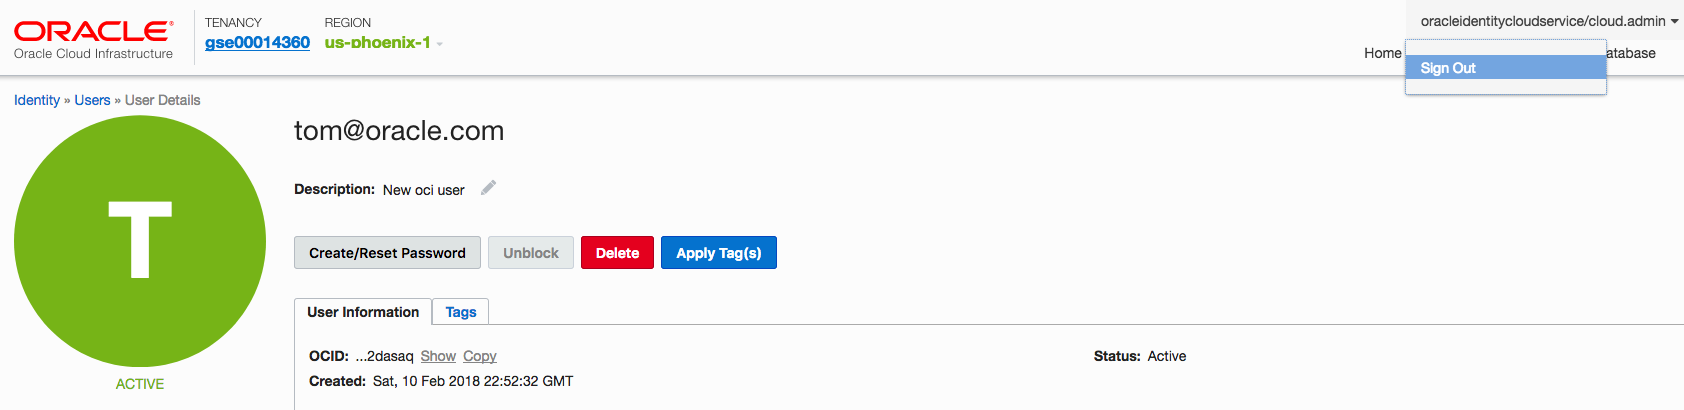 ORACLE®
Oracle Cloud Infrastructure
TENANCY
gse00014360
REGION
us-phoenix-1
oracleidentitycloudservice/cloud.admin
Home
atabase
Sign Out
Identity » Users » User Details
T
ACTIVE
tom@oracle.com
Description: New oci user
Create/Reset Password Unblock Delete Apply Tag(s)
User Information Tags
OCID: ...2dasaq Show Copy
Status: Active
Created: Sat, 10 Feb 2018 22:52:32 GMT